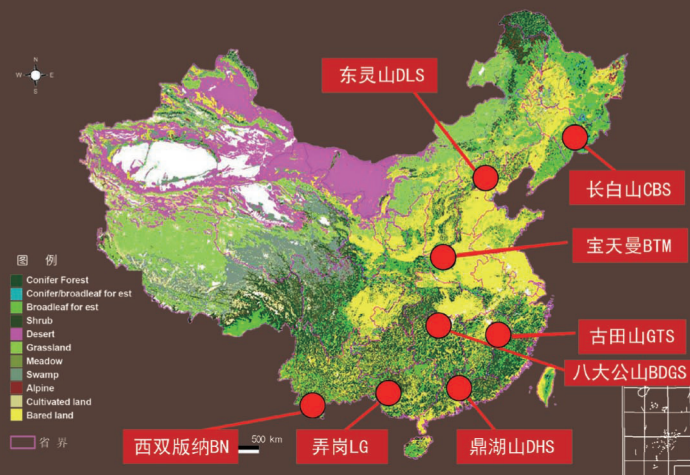 N
W E
S
东灵山DLS
长白山CBS
宝天曼BTM
古田山GTS
八大公山BDGS
图 例
Conifer Forest
Conifer/broadleaf for est
Broadleaf for est
Shrub
Desert
Grassland
Meadow
Swamp
Alpine
Cultivated land
Bared land
省 界
500 km
西双版纳BN
弄岗LG
鼎湖山DHS